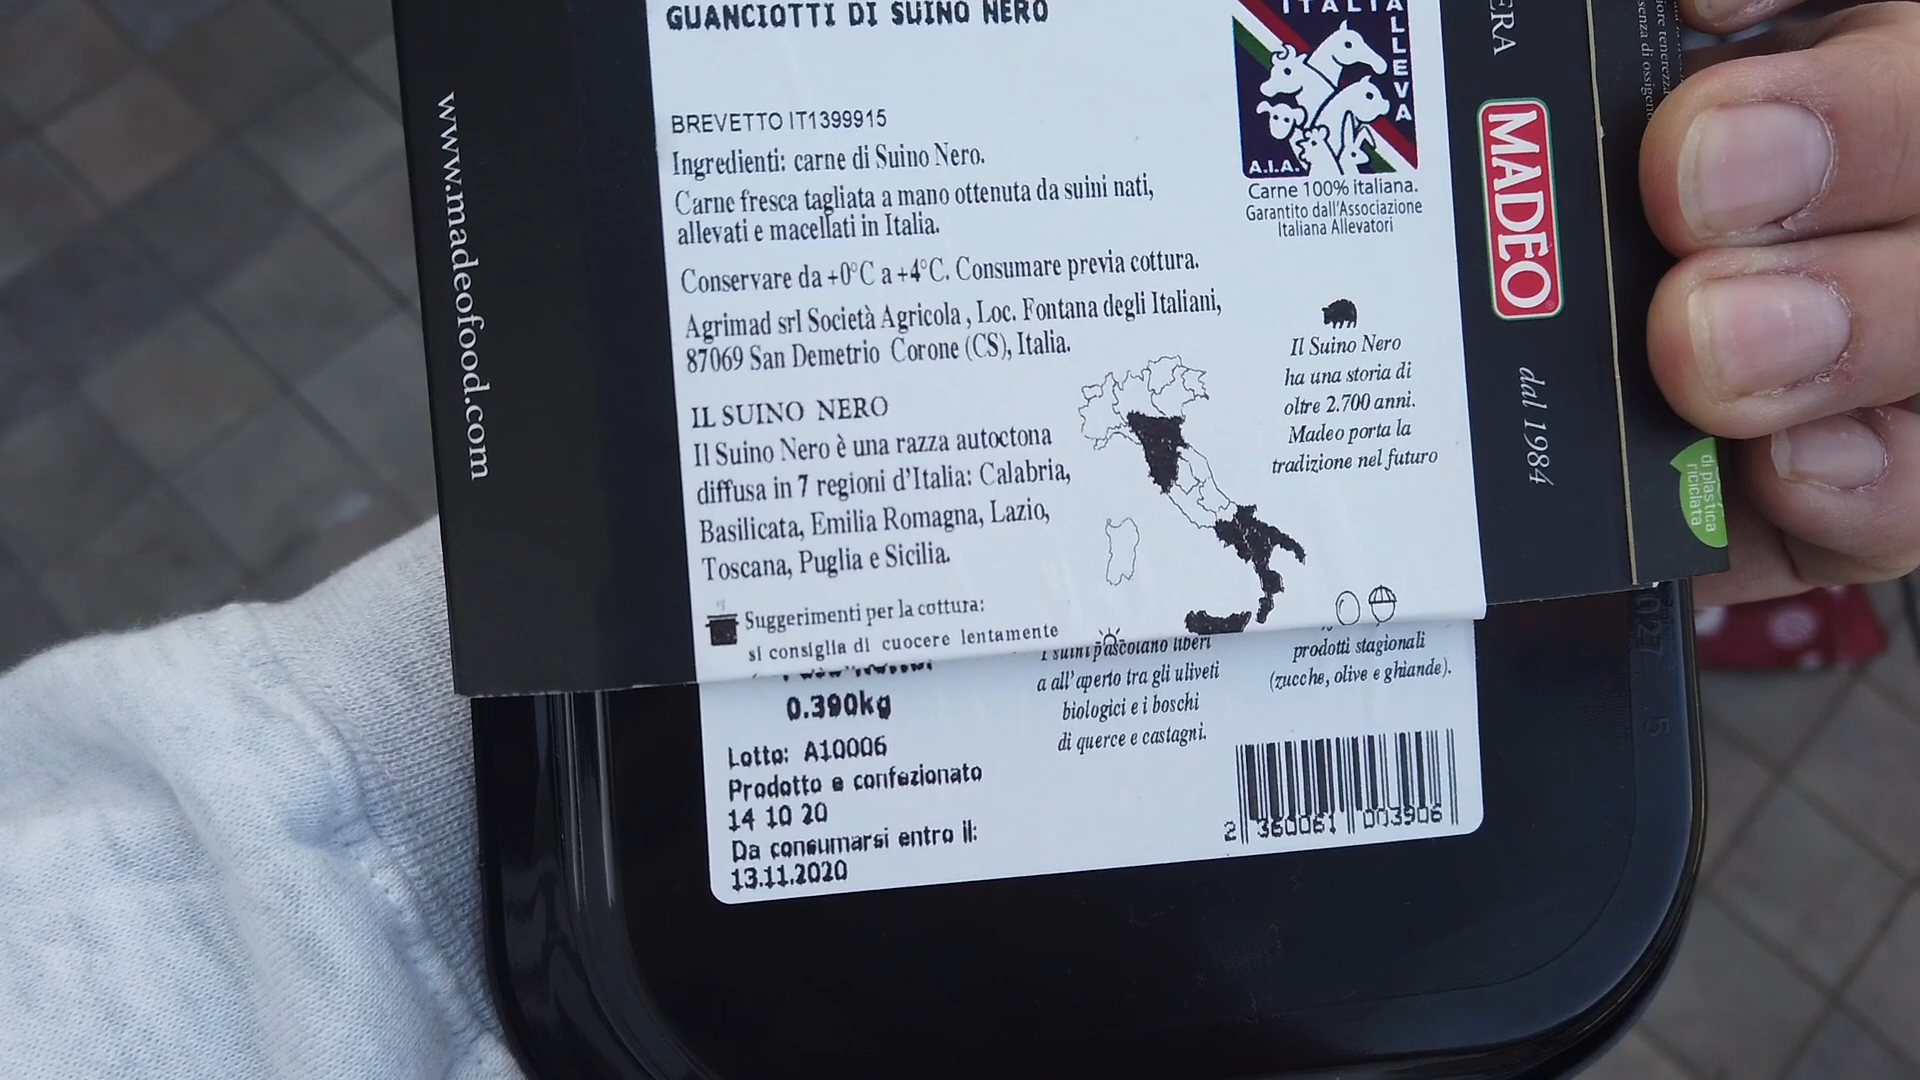 GUANCIOTTI DI SUINO NERO
BREVETTO IT1399915
Ingredienti: carne di Suino Nero.
Carne fresca tagliata a mano ottenuta da suini nati,
allevati e macellati in Italia.
Conservare da +0°C a +4°C. Consumare previa cottura.
Agrimad srl Società Agricola , Loc. Fontana degli Italiani,
87069 San Demetrio Corone (CS), Italia.
IL SUINO NERO
Il Suino Nero è una razza autoctona
diffusa in 7 regioni d'Italia: Calabria,
Basilicata, Emilia Romagna, Lazio,
Toscana, Puglia e Sicilia.
Suggerimenti per la cottura:
si consiglia di cuocere lentamente
0.390kg
Lotto: A10006
Prodotto e confezionato
14 10 20
Da consumarsi entro il:
13.11.2020
ITALIA
ALLEVA
A.I.A.
Carne 100% italiana.
Garantito dall'Associazione
Italiana Allevatori
Il Suino Nero
ha una storia di
oltre 2.700 anni.
Madeo porta la
tradizione nel futuro
I suini pascolano liberi
a all'aperto tra gli uliveti
biologici e i boschi
di querce e castagni.
prodotti stagionali
(zucche, olive e ghiande).
2 360061 003906
www.madeofood.com
ERA
MADEO
dal 1984
di plastica
riciclata